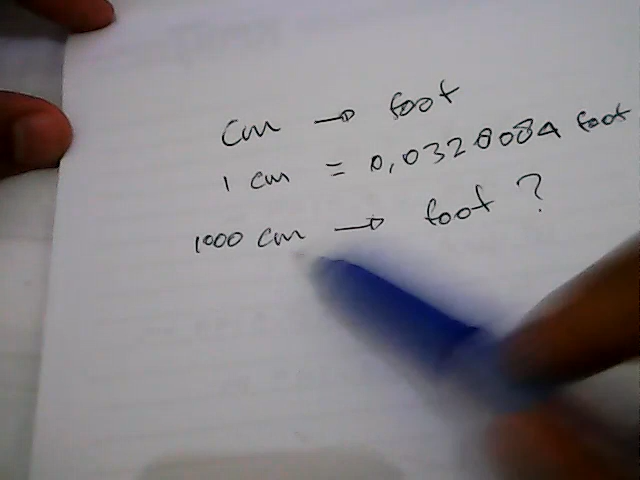 cm → foot
1 cm = 0,0328084 foot
1000 cm → foot ?